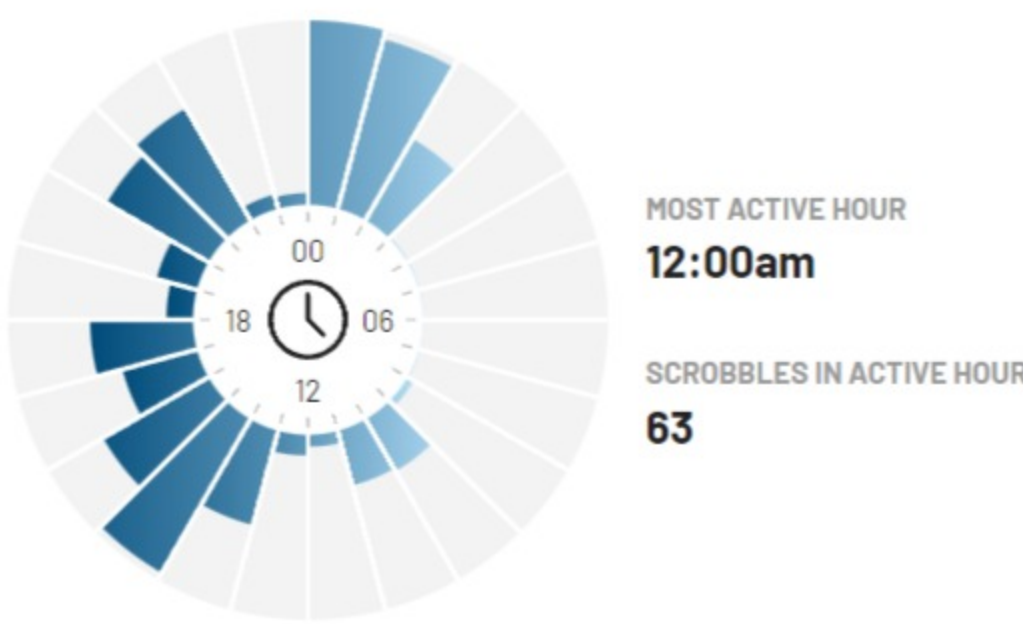 00
18
06
12
MOST ACTIVE HOUR
12:00am
SCROBBLES IN ACTIVE HOUR
63